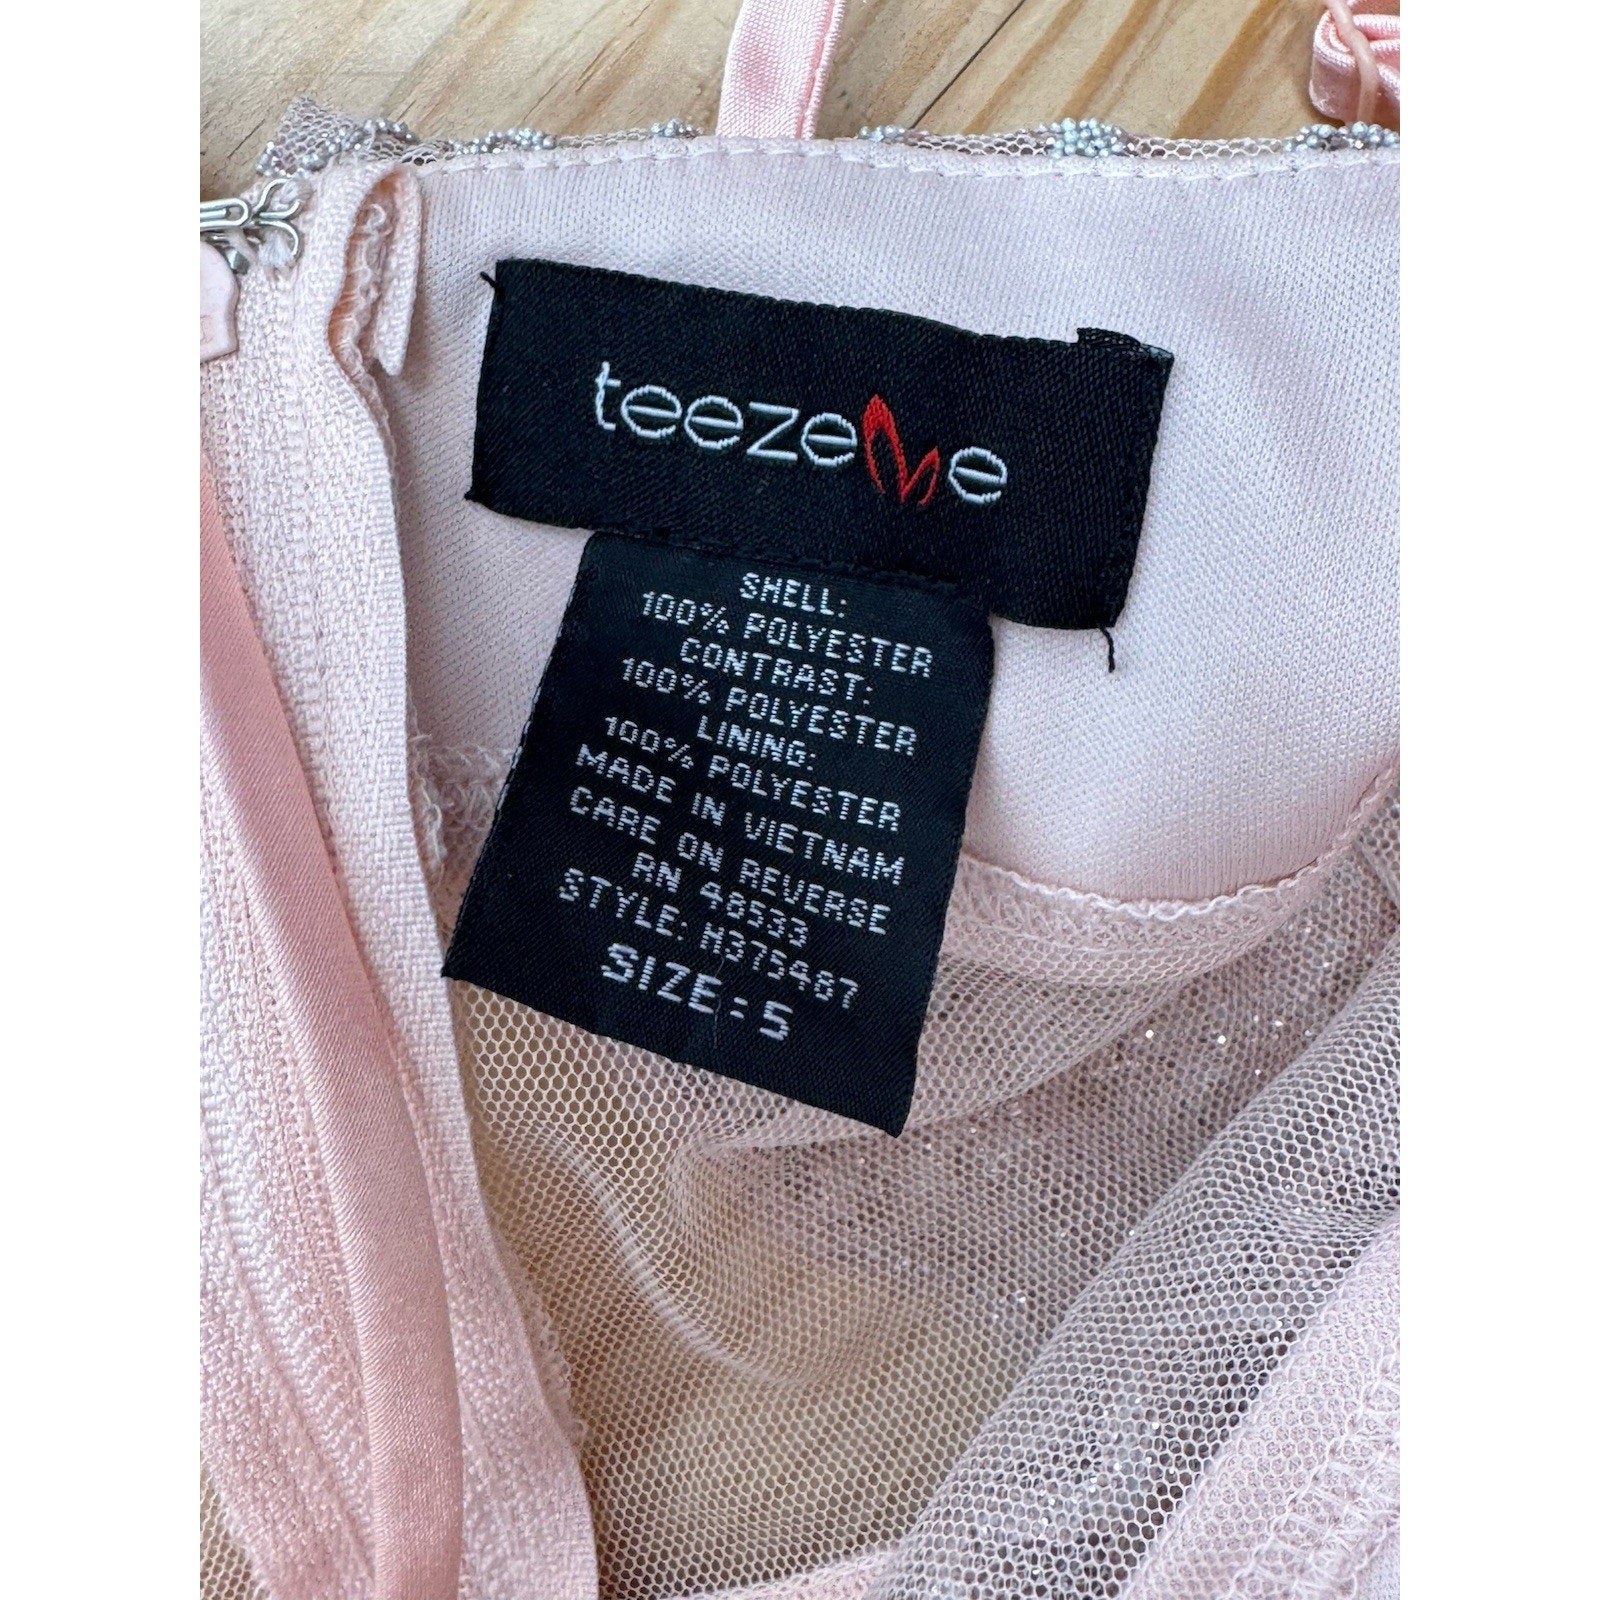 teezeMe
SHELL:
100% POLYESTER
CONTRAST:
100% POLYESTER
LINING:
100% POLYESTER
MADE IN VIETNAM
CARE ON REVERSE
RN 48533
STYLE: H375487
SIZE: 5